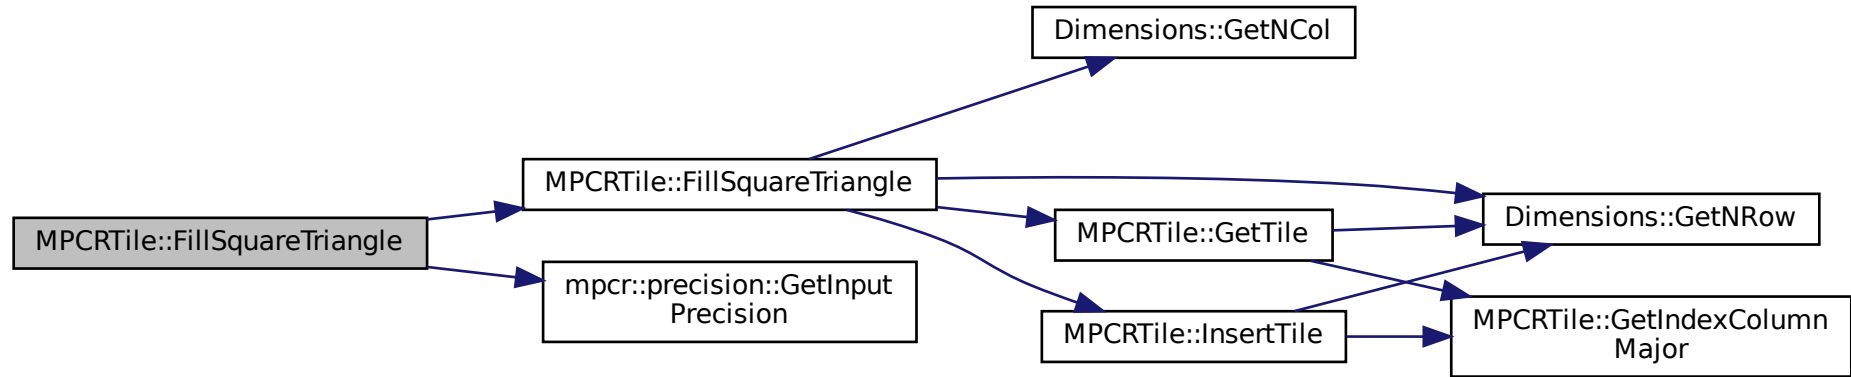 MPCRTile::FillSquareTriangle
MPCRTile::FillSquareTriangle
mpcr::precision::GetInput
Precision
Dimensions::GetNCol
MPCRTile::GetTile
MPCRTile::InsertTile
Dimensions::GetNRow
MPCRTile::GetIndexColumn
Major